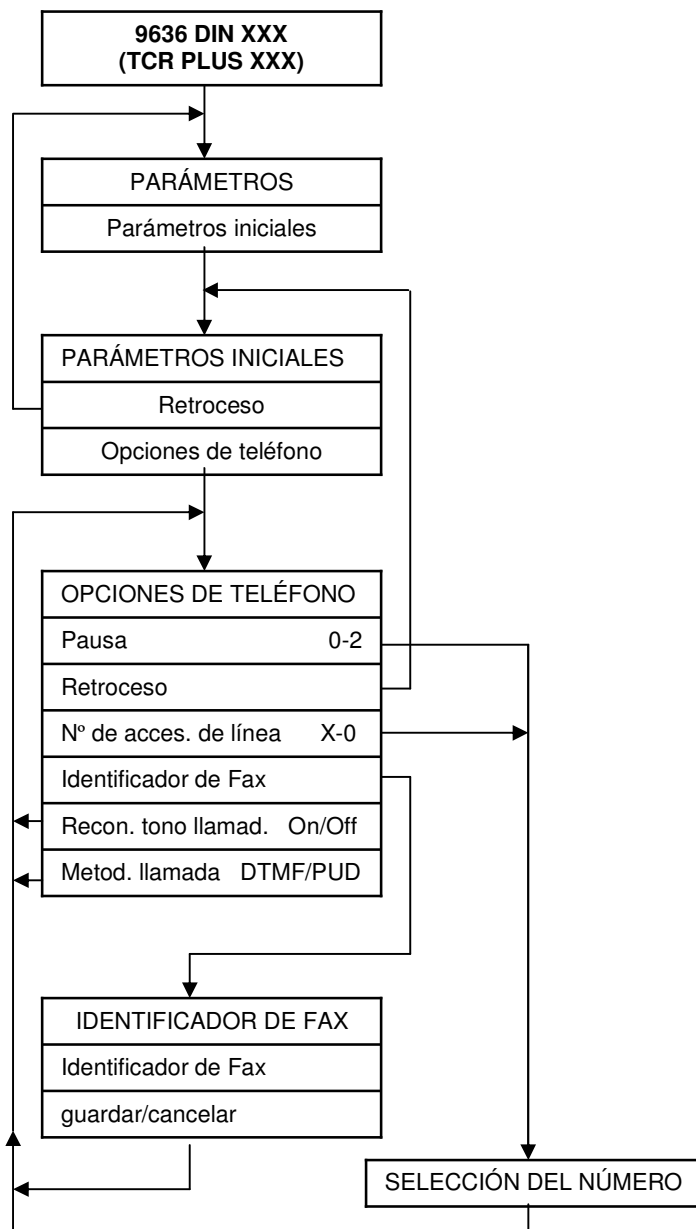 9636 DIN XXX
(TCR PLUS XXX)
PARÁMETROS
Parámetros iniciales
PARÁMETROS INICIALES
Retroceso
Opciones de teléfono
OPCIONES DE TELÉFONO
Pausa 0-2
Retroceso
Nº de acces. de línea X-0
Identificador de Fax
Recon. tono llamad. On/Off
Metod. llamada DTMF/PUD
IDENTIFICADOR DE FAX
Identificador de Fax
guardar/cancelar
SELECCIÓN DEL NÚMERO